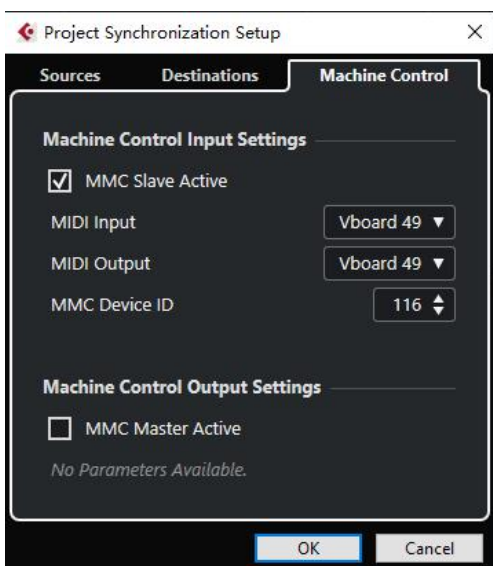 Project Synchronization Setup
Sources Destinations Machine Control
Machine Control Input Settings
MMC Slave Active
MIDI Input Vboard 49
MIDI Output Vboard 49
MMC Device ID 116
Machine Control Output Settings
MMC Master Active
No Parameters Available.
OK Cancel